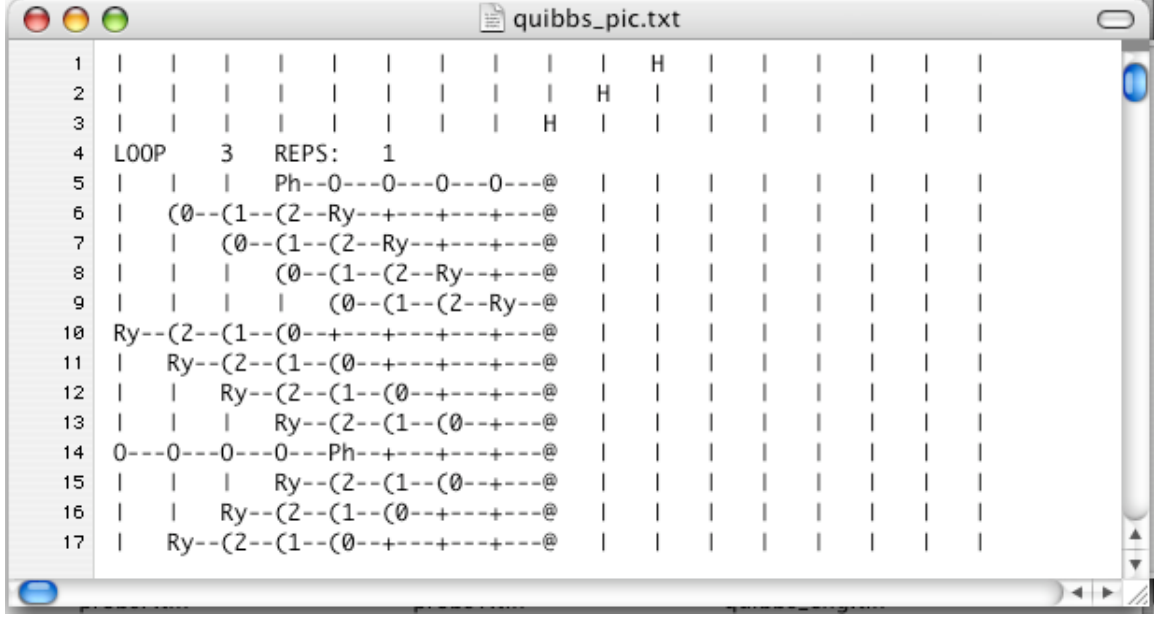 quibbs_pic.txt
1 |   |   |   |   |   |   |   |   |   |   H   |   |   |   |   |   |
2 |   |   |   |   |   |   |   |   |   H   |   |   |   |   |   |   |
3 |   |   |   |   |   |   |   |   H   |   |   |   |   |   |   |   |
4 LOOP    3   REPS:   1
5 |   |   |   Ph--O---O---O---O---@   |   |   |   |   |   |   |   |
6 |   (0--(1--(2--Ry--+---+---+---@   |   |   |   |   |   |   |   |
7 |   |   (0--(1--(2--Ry--+---+---@   |   |   |   |   |   |   |   |
8 |   |   |   (0--(1--(2--Ry--+---@   |   |   |   |   |   |   |   |
9 |   |   |   |   (0--(1--(2--Ry--@   |   |   |   |   |   |   |   |
10 Ry--(2--(1--(0--+---+---+---+---@   |   |   |   |   |   |   |   |
11 |   Ry--(2--(1--(0--+---+---+---@   |   |   |   |   |   |   |   |
12 |   |   Ry--(2--(1--(0--+---+---@   |   |   |   |   |   |   |   |
13 |   |   |   Ry--(2--(1--(0--+---@   |   |   |   |   |   |   |   |
14 O---O---O---O---Ph--+---+---+---@   |   |   |   |   |   |   |   |
15 |   |   |   Ry--(2--(1--(0--+---@   |   |   |   |   |   |   |   |
16 |   |   Ry--(2--(1--(0--+---+---@   |   |   |   |   |   |   |   |
17 |   Ry--(2--(1--(0--+---+---+---@   |   |   |   |   |   |   |   |